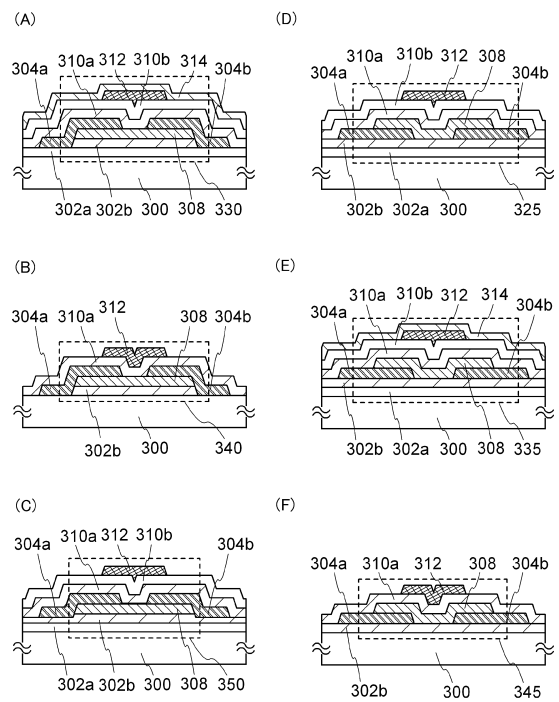 (A)
310a 312 310b 314
304a 304b
302a 302b 300 308 330
(B)
312 308
304a 310a 304b
302b 300 340
(C)
310a 312 310b
304a 304b
302a 302b 300 308 350
(D)
312 308
310a 310b 304b
304a
302b 302a 300 325
(E)
310b 312
310a 314
304a 304b
302b 302a 300 308 335
(F)
312
304a 310a 308 304b
302b 300 345